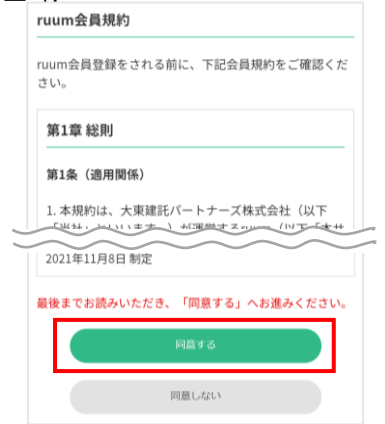 ruum会員規約
ruum会員登録をされる前に、下記会員規約をご確認くだ
さい。
第1章 総則
第1条（適用関係）
1. 本規約は、大東建託パートナーズ株式会社（以下
2021年11月8日 制定
最後までお読みいただき、「同意する」へお進みください。
同意する
同意しない